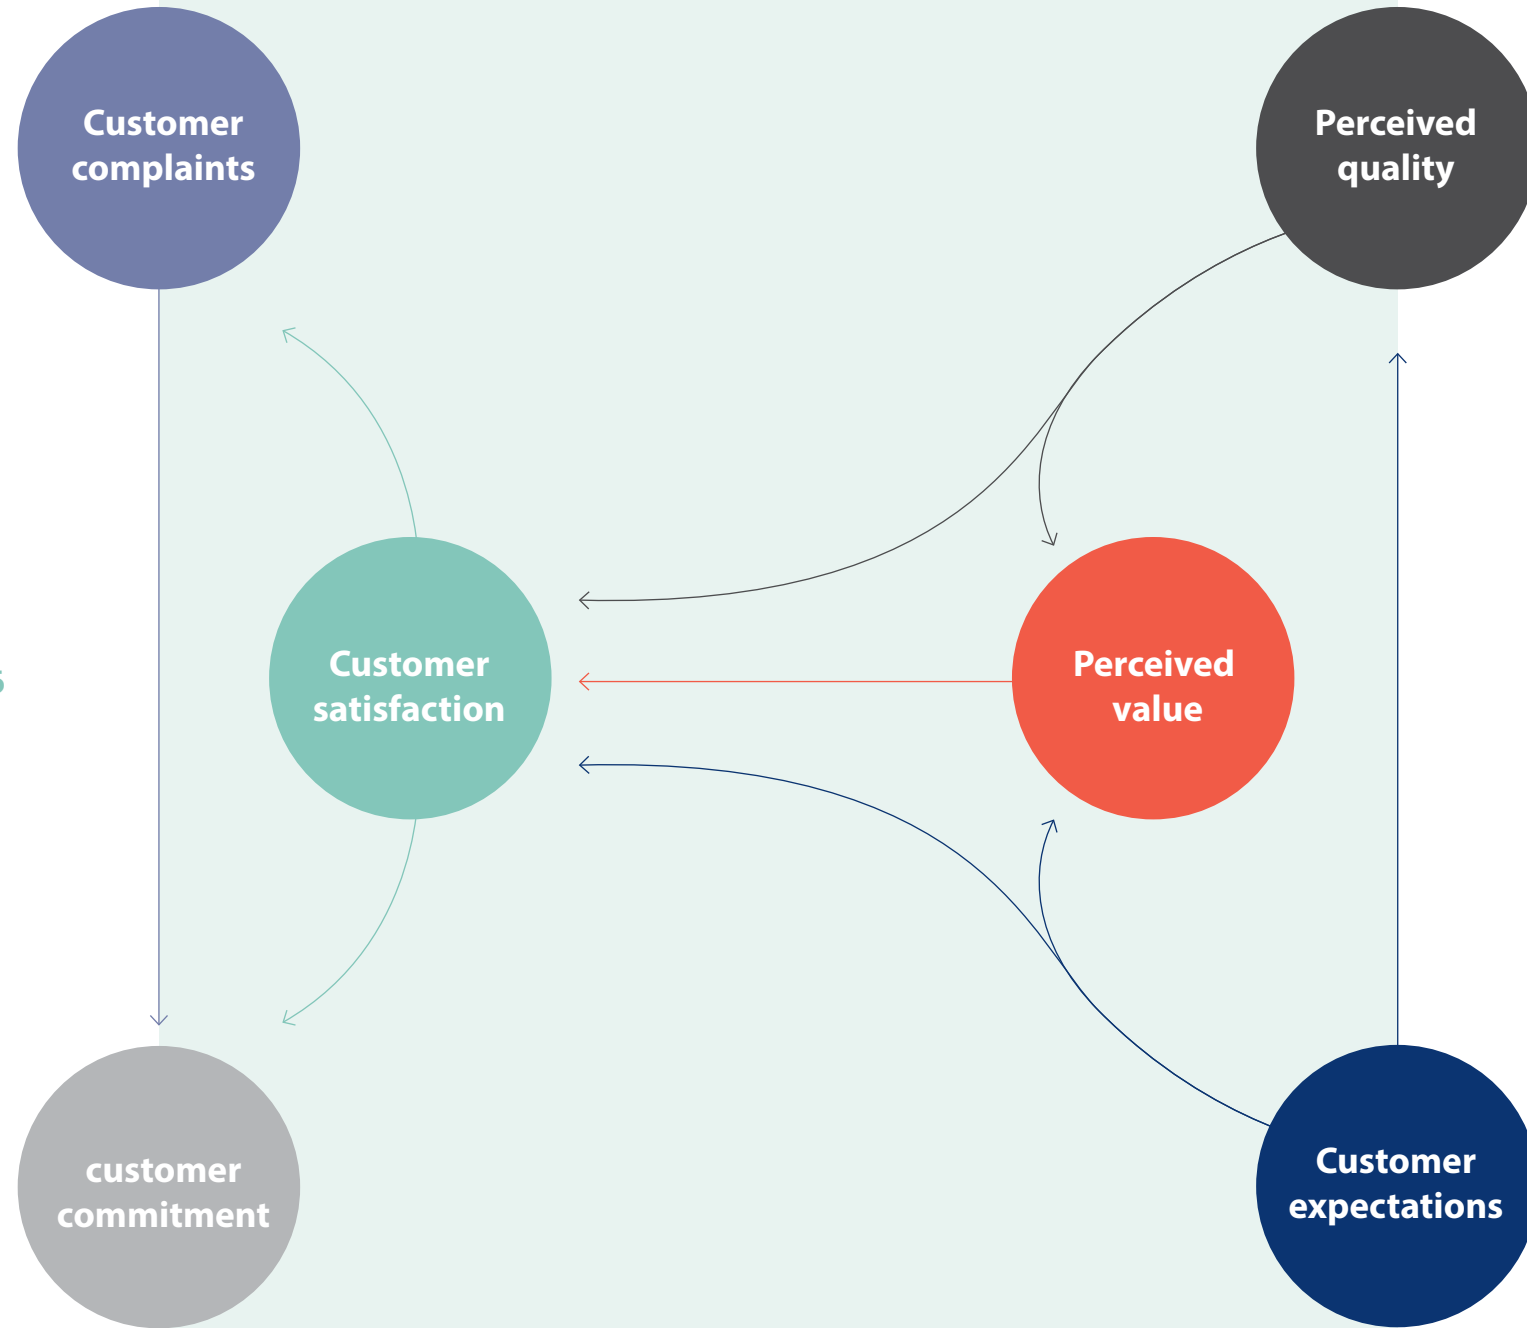 Customer
complaints
Perceived
quality
Customer
satisfaction
Perceived
value
customer
commitment
Customer
expectations